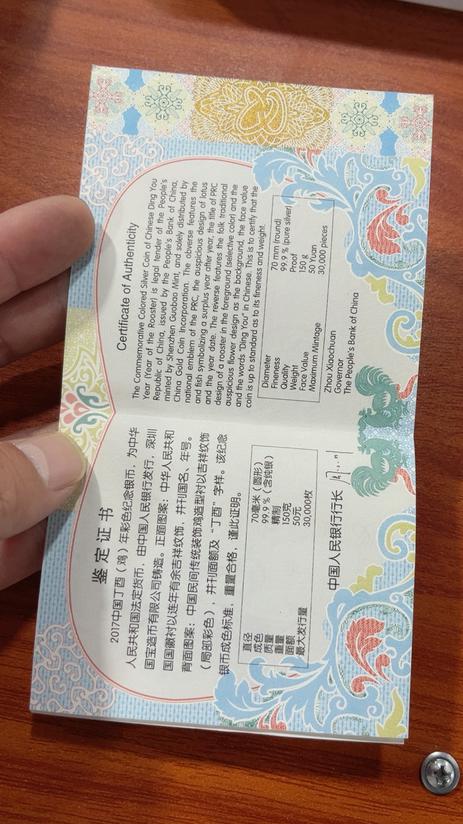 鉴定证书
2017中国丁酉（鸡）年彩色纪念银币，为中华
人民共和国法定货币，由中国人民银行发行，深圳
国宝造币有限公司铸造。正面图案：中华人民共和
国国徽衬以连年有余吉祥纹饰，并刊国名、年号。
背面图案：中国民间传统装饰鸡造型衬以吉祥纹饰
（局部彩色），并刊面额及“丁酉”字样。该纪念
银币成色标准，重量合格，谨此证明。
直径 70毫米（圆形）
成色 99.9％（含纯银）
质量 精制
重量 150克
面额 50元
最大发行量 30,000枚
中国人民银行行长
Certificate of Authenticity
The Commemorative Colored Silver Coin of Chinese Ding You
Year (Year of the Rooster) is legal tender of the People's
Republic of China, issued by the People's Bank of China,
minted by Shenzhen Guobao Mint, and solely distributed by
China Gold Coin Incorporation. The obverse features the
national emblem of the PRC, the auspicious design of lotus
and fish symbolizing a surplus year after year, the title of PRC
and the year date. The reverse features the folk traditional
design of a rooster in the foreground (selective color) and the
auspicious flower design as the background, the face value
and the words "Ding You" in Chinese. This is to certify that the
coin is up to standard as to its fineness and weight.
Diameter 70 mm (round)
Fineness 99.9 % (pure silver)
Quality Proof
Weight 150 g
Face Value 50 Yuan
Maximum Mintage 30,000 pieces
Zhou Xiaochuan
Governor
The People's Bank of China